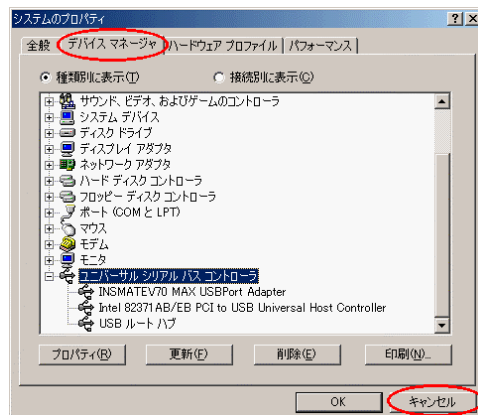 システムのプロパティ
全般 デバイス マネージャ ハードウェア プロファイル パフォーマンス
種類別に表示(T) 接続別に表示(C)
サウンド、ビデオ、およびゲームのコントローラ
システム デバイス
ディスク ドライブ
ディスプレイ アダプタ
ネットワーク アダプタ
ハード ディスク コントローラ
フロッピー ディスク コントローラ
ポート (COM と LPT)
マウス
モデム
モニタ
ユニバーサル シリアル バス コントローラ
INSMATEV70 MAX USBPort Adapter
Intel 82371AB/EB PCI to USB Universal Host Controller
USB ルート ハブ
プロパティ(R) 更新(F) 削除(E) 印刷(N)...
OK キャンセル